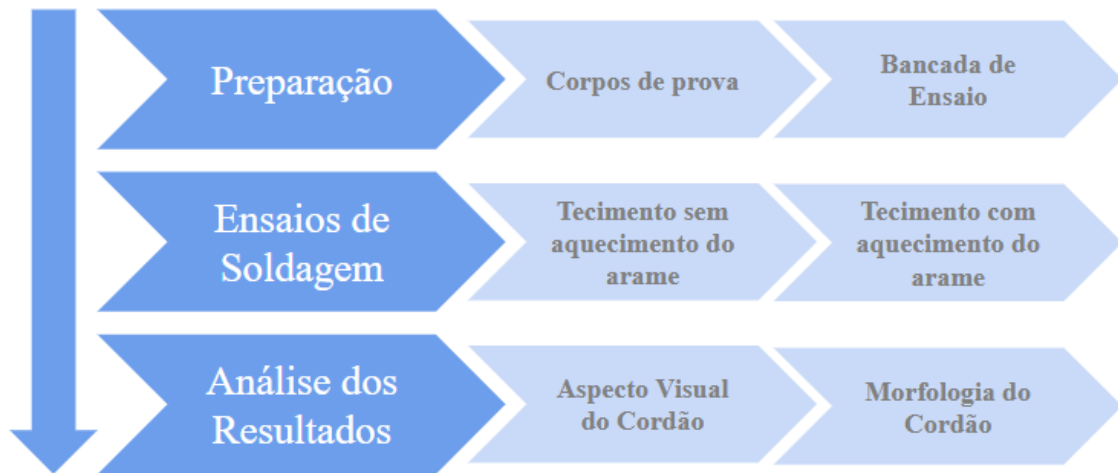 Preparação
Corpos de prova
Bancada de
Ensaio
Ensaios de
Soldagem
Tecimento sem
aquecimento do
arame
Tecimento com
aquecimento do
arame
Análise dos
Resultados
Aspecto Visual
do Cordão
Morfologia do
Cordão